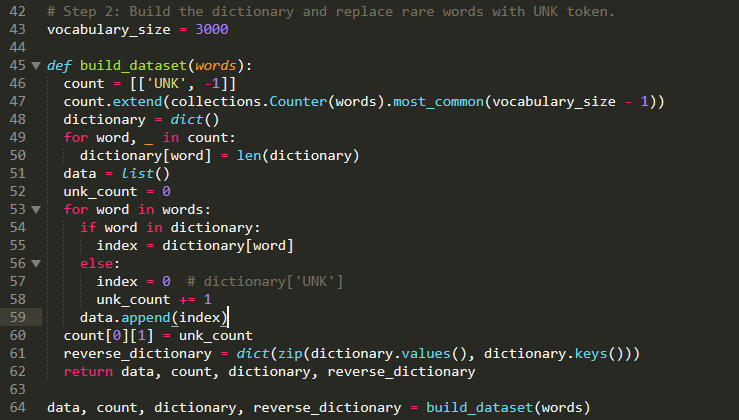 42 # Step 2: Build the dictionary and replace rare words with UNK token.
43 vocabulary_size = 3000
44
45 def build_dataset(words):
46   count = [['UNK', -1]]
47   count.extend(collections.Counter(words).most_common(vocabulary_size - 1))
48   dictionary = dict()
49   for word, _ in count:
50     dictionary[word] = len(dictionary)
51   data = list()
52   unk_count = 0
53   for word in words:
54     if word in dictionary:
55       index = dictionary[word]
56     else:
57       index = 0  # dictionary['UNK']
58       unk_count += 1
59     data.append(index)
60   count[0][1] = unk_count
61   reverse_dictionary = dict(zip(dictionary.values(), dictionary.keys()))
62   return data, count, dictionary, reverse_dictionary
63
64 data, count, dictionary, reverse_dictionary = build_dataset(words)